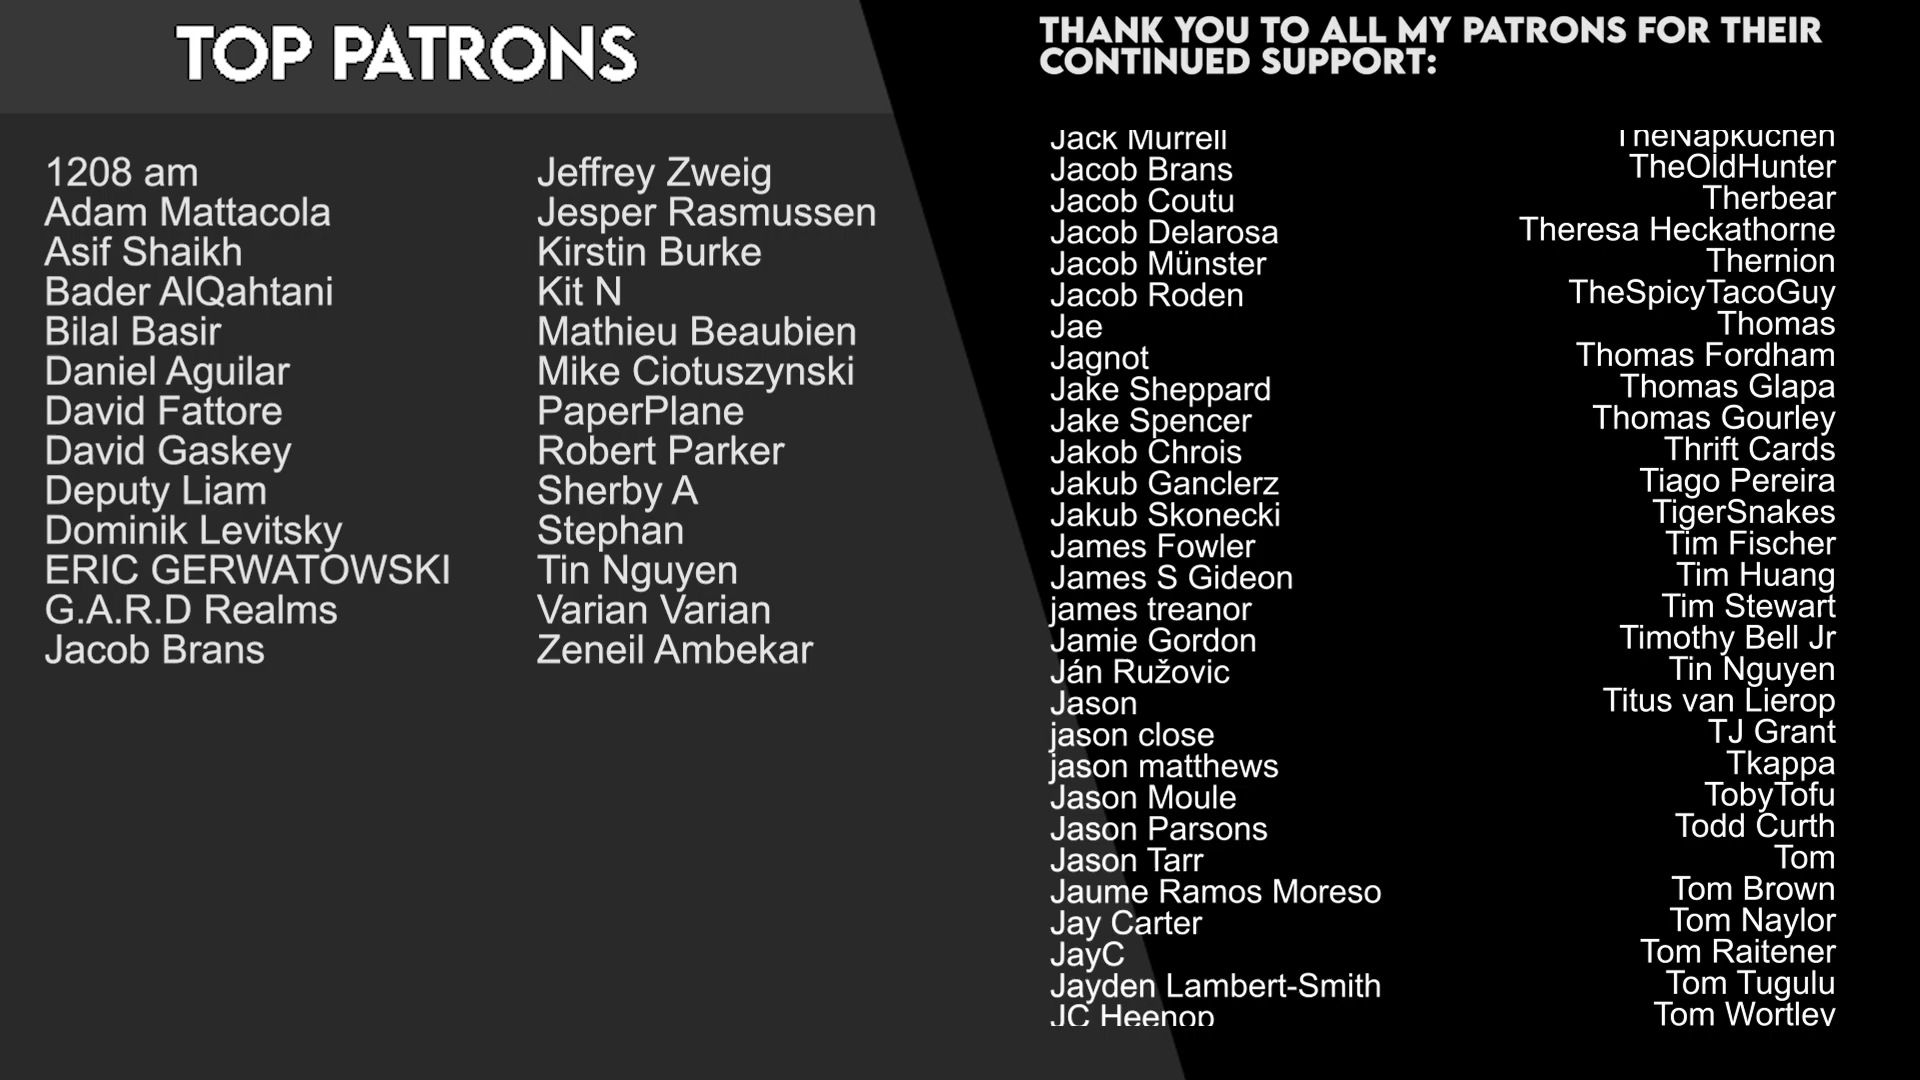 TOP PATRONS
1208 am
Adam Mattacola
Asif Shaikh
Bader AlQahtani
Bilal Basir
Daniel Aguilar
David Fattore
David Gaskey
Deputy Liam
Dominik Levitsky
ERIC GERWATOWSKI
G.A.R.D Realms
Jacob Brans
Jeffrey Zweig
Jesper Rasmussen
Kirstin Burke
Kit N
Mathieu Beaubien
Mike Ciotuszynski
PaperPlane
Robert Parker
Sherby A
Stephan
Tin Nguyen
Varian Varian
Zeneil Ambekar
THANK YOU TO ALL MY PATRONS FOR THEIR
CONTINUED SUPPORT:
Jack Murrell
Jacob Brans
Jacob Coutu
Jacob Delarosa
Jacob Münster
Jacob Roden
Jae
Jagnot
Jake Sheppard
Jake Spencer
Jakob Chrois
Jakub Ganclerz
Jakub Skonecki
James Fowler
James S Gideon
james treanor
Jamie Gordon
Ján Ružovic
Jason
jason close
jason matthews
Jason Moule
Jason Parsons
Jason Tarr
Jaume Ramos Moreso
Jay Carter
JayC
Jayden Lambert-Smith
JC Heenop
TheNapkuchen
TheOldHunter
Therbear
Theresa Heckathorne
Thernion
TheSpicyTacoGuy
Thomas
Thomas Fordham
Thomas Glapa
Thomas Gourley
Thrift Cards
Tiago Pereira
TigerSnakes
Tim Fischer
Tim Huang
Tim Stewart
Timothy Bell Jr
Tin Nguyen
Titus van Lierop
TJ Grant
Tkappa
TobyTofu
Todd Curth
Tom
Tom Brown
Tom Naylor
Tom Raitener
Tom Tugulu
Tom Wortley